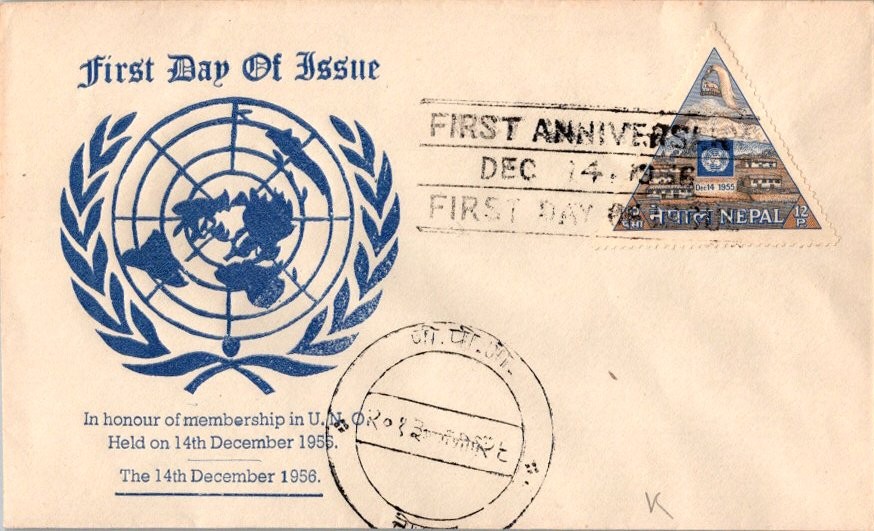 First Day Of Issue
FIRST ANNIVERS
DEC 14, 1956
FIRST DAY
Dec 14 1955
नेपाल NEPAL 12 P
In honour of membership in U. N. O.
Held on 14th December 1955.
The 14th December 1956.
जी. पी. ओ.
K